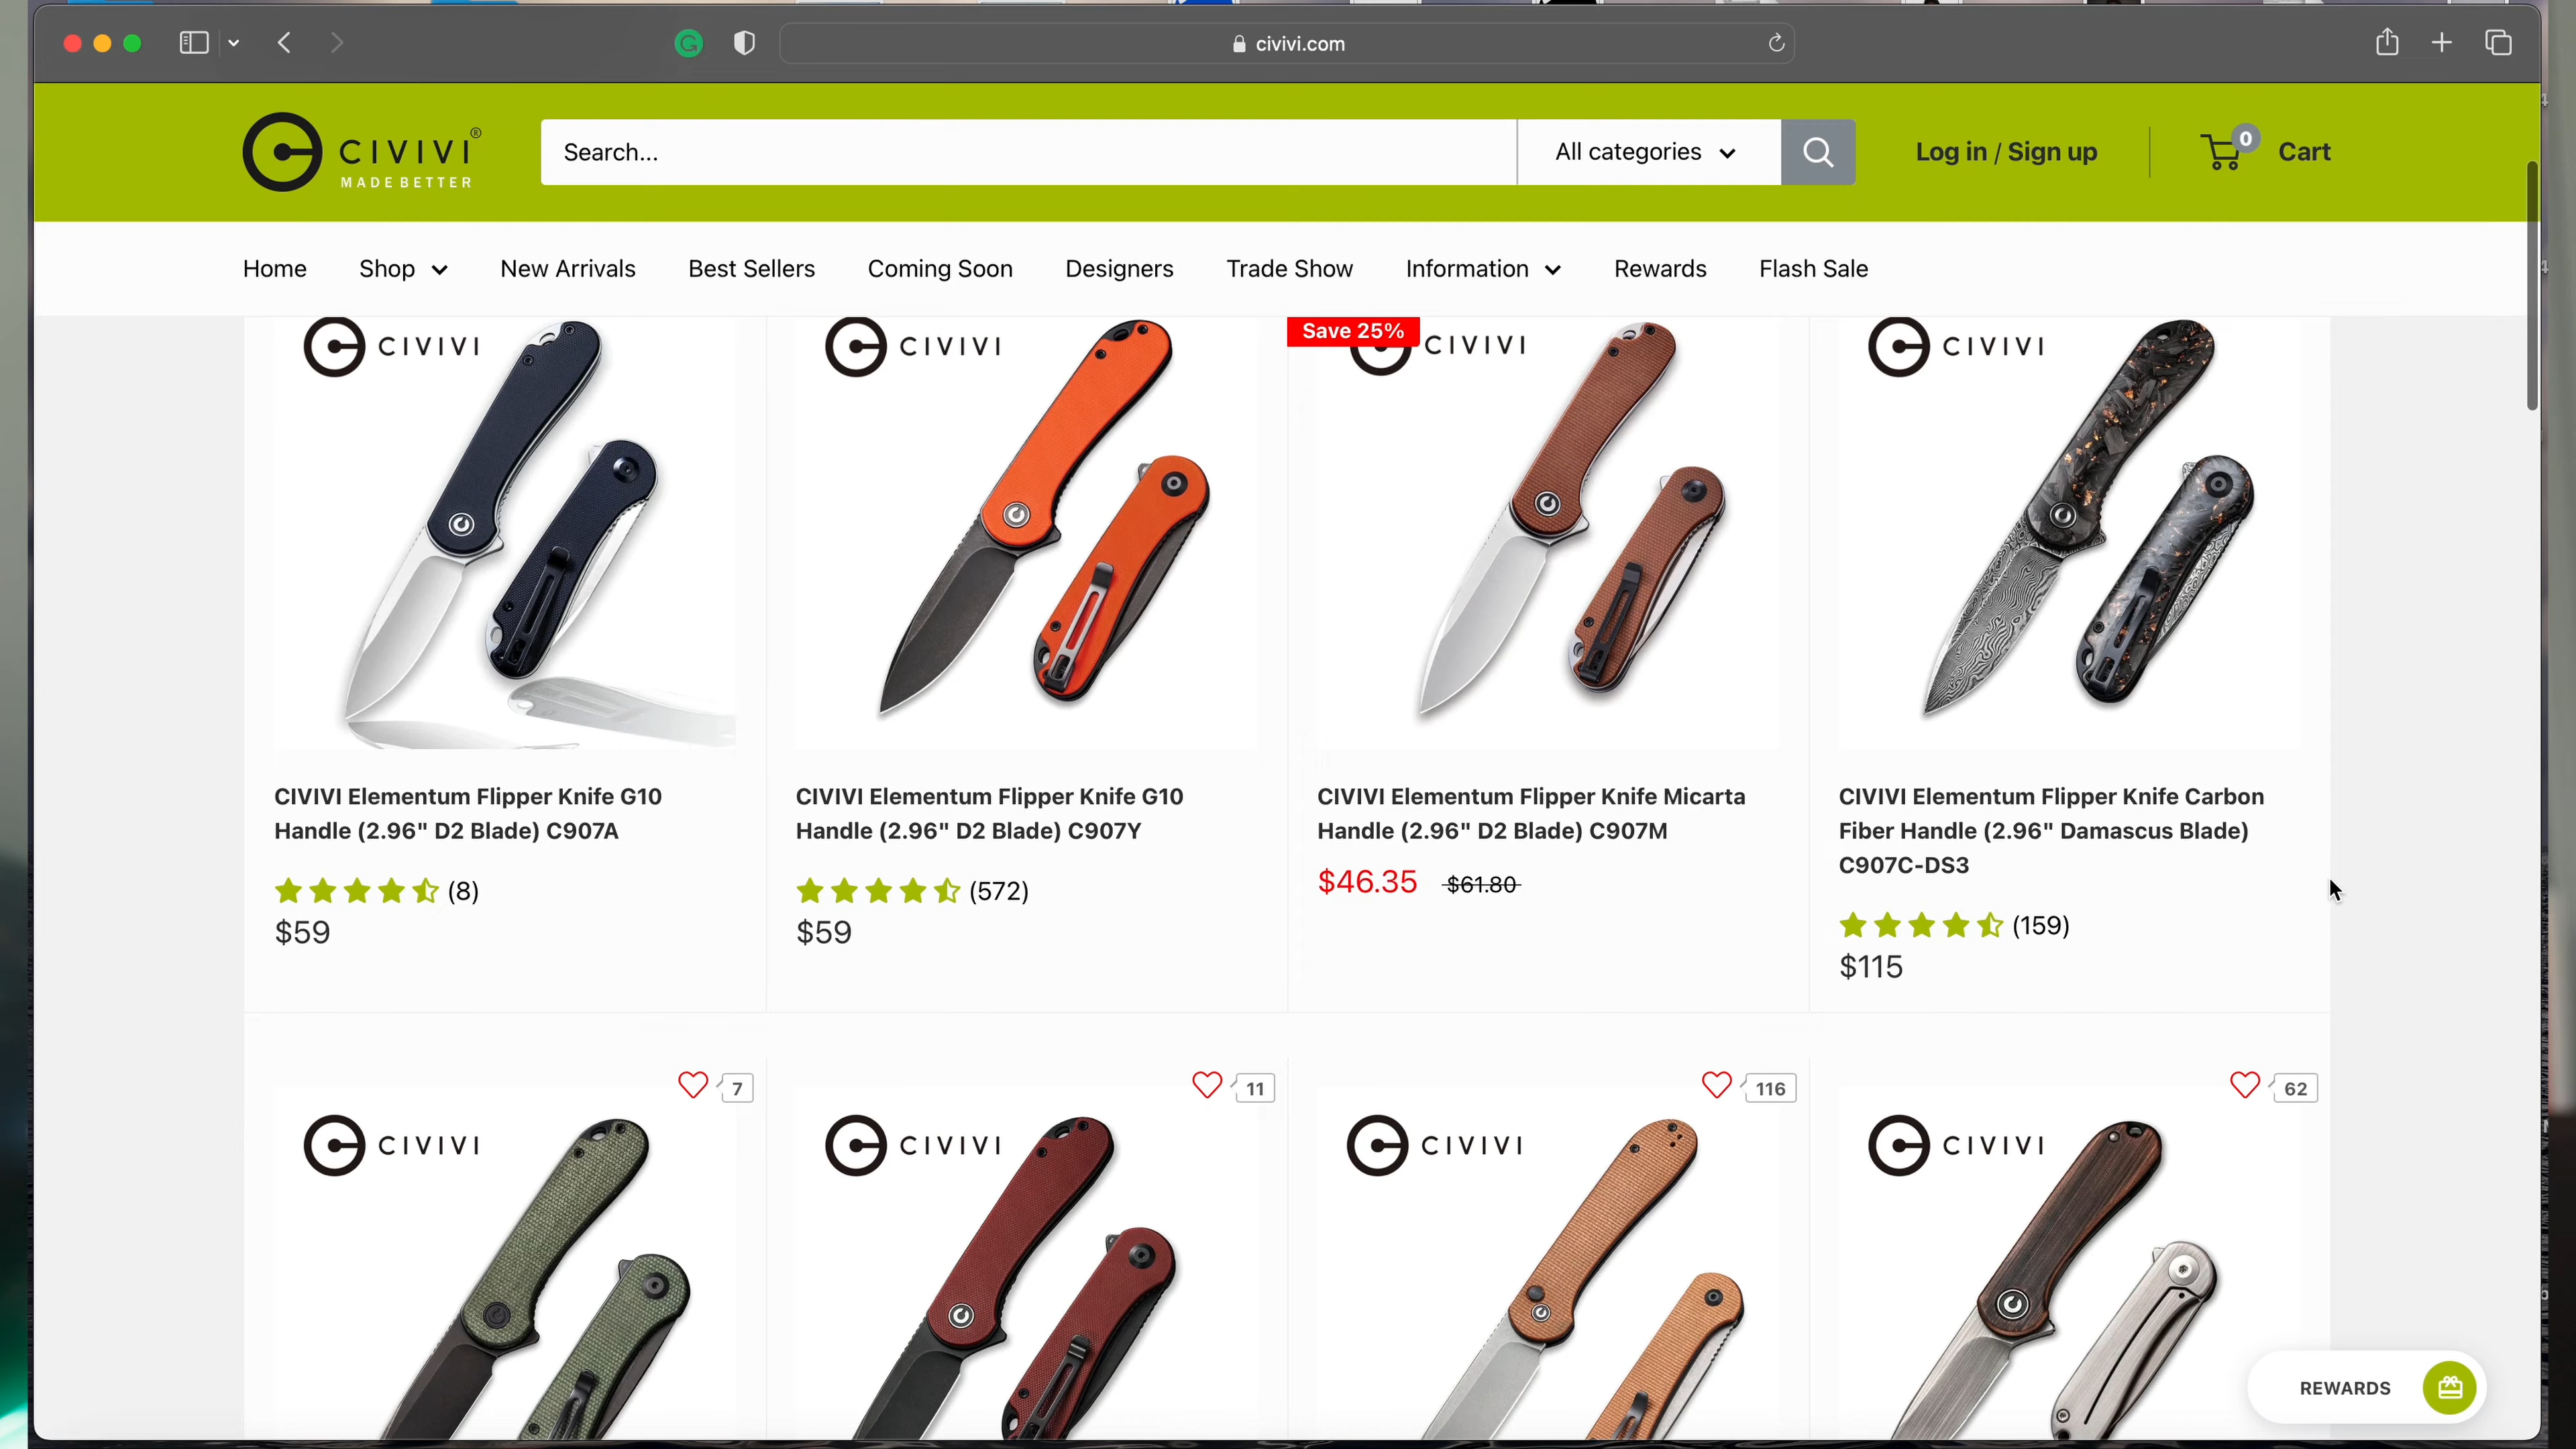 civivi.com
CIVIVI®
MADE BETTER
Search...
All categories
Log in / Sign up
0
Cart
Home
Shop
New Arrivals
Best Sellers
Coming Soon
Designers
Trade Show
Information
Rewards
Flash Sale
CIVIVI
CIVIVI
Save 25%
CIVIVI
CIVIVI
CIVIVI Elementum Flipper Knife G10
Handle (2.96" D2 Blade) C907A
(8)
$59
CIVIVI Elementum Flipper Knife G10
Handle (2.96" D2 Blade) C907Y
(572)
$59
CIVIVI Elementum Flipper Knife Micarta
Handle (2.96" D2 Blade) C907M
$46.35 $61.80
CIVIVI Elementum Flipper Knife Carbon
Fiber Handle (2.96" Damascus Blade)
C907C-DS3
(159)
$115
7
CIVIVI
11
CIVIVI
116
CIVIVI
62
CIVIVI
REWARDS